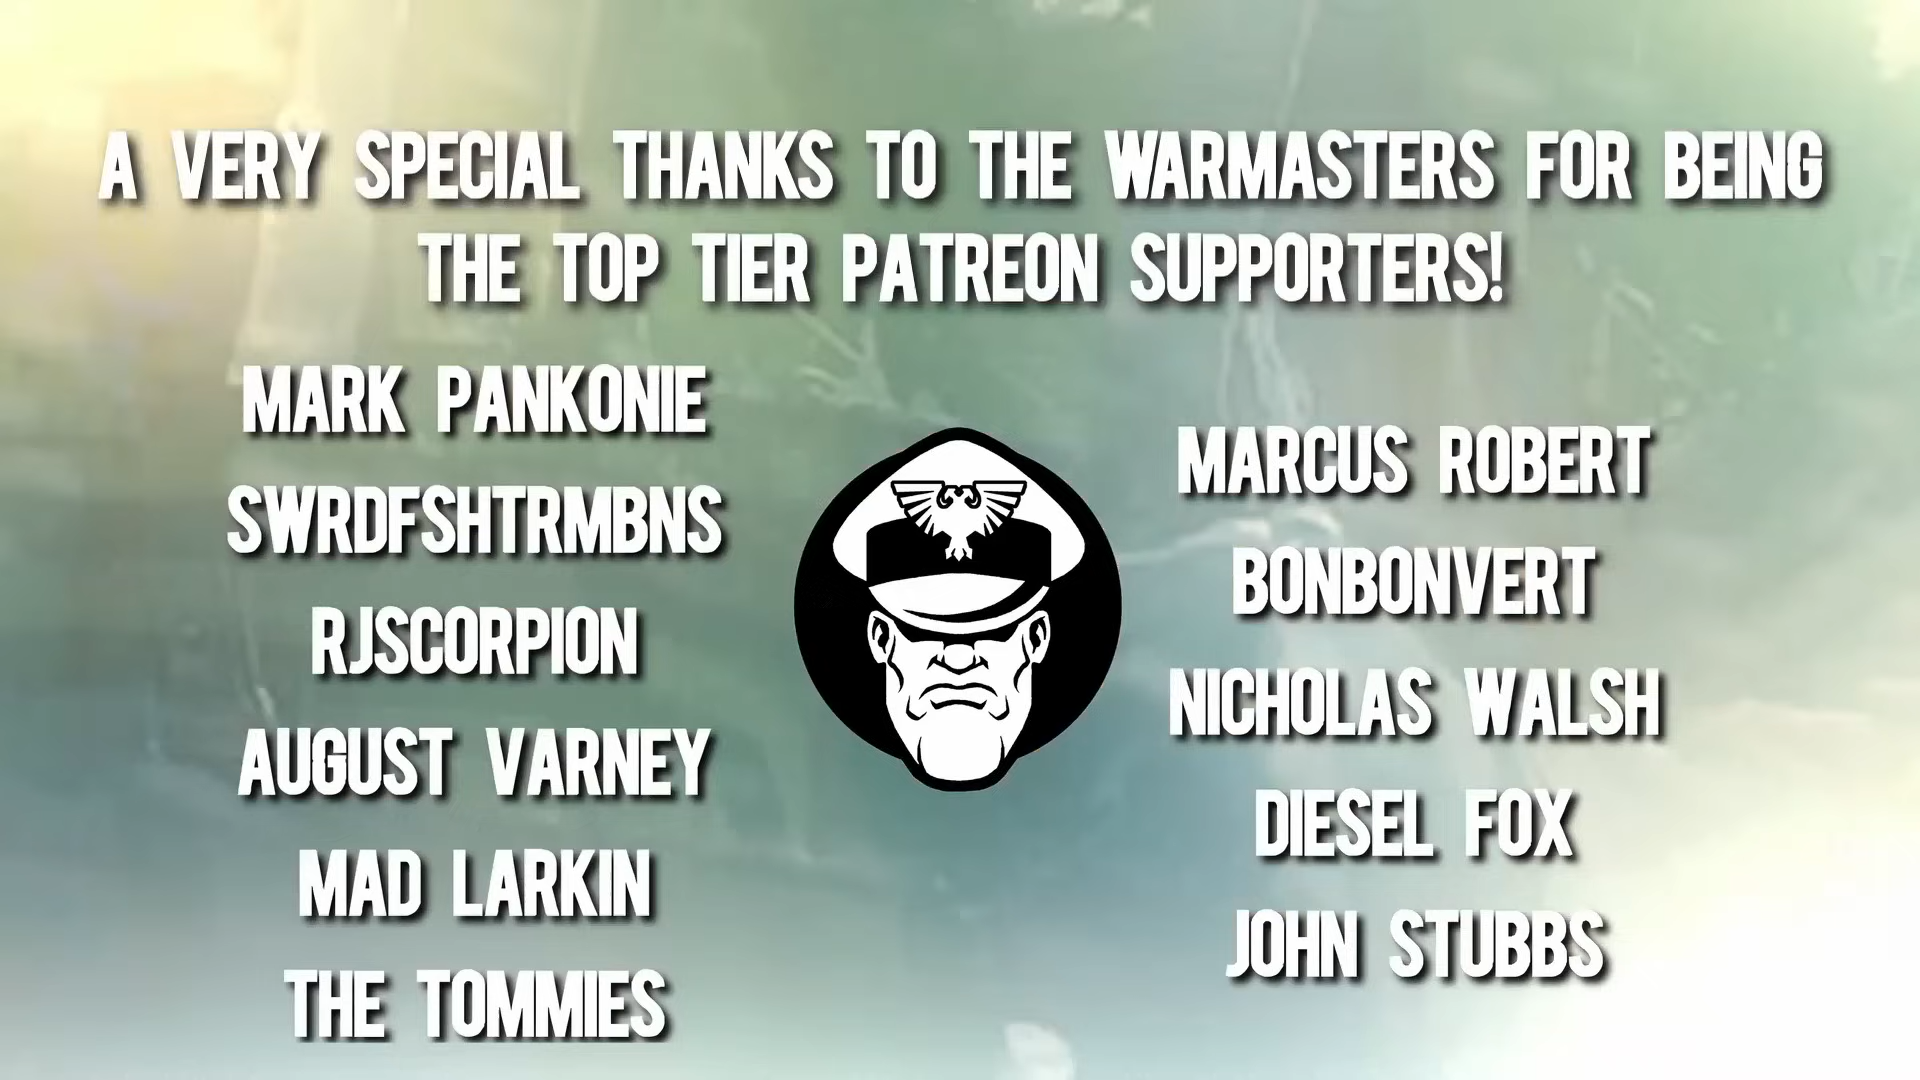 A VERY SPECIAL THANKS TO THE WARMASTERS FOR BEING
THE TOP TIER PATREON SUPPORTERS!
MARK PANKONIE
SWRDFSHTRMBNS
RJSCORPION
AUGUST VARNEY
MAD LARKIN
THE TOMMIES
MARCUS ROBERT
BONBONVERT
NICHOLAS WALSH
DIESEL FOX
JOHN STUBBS